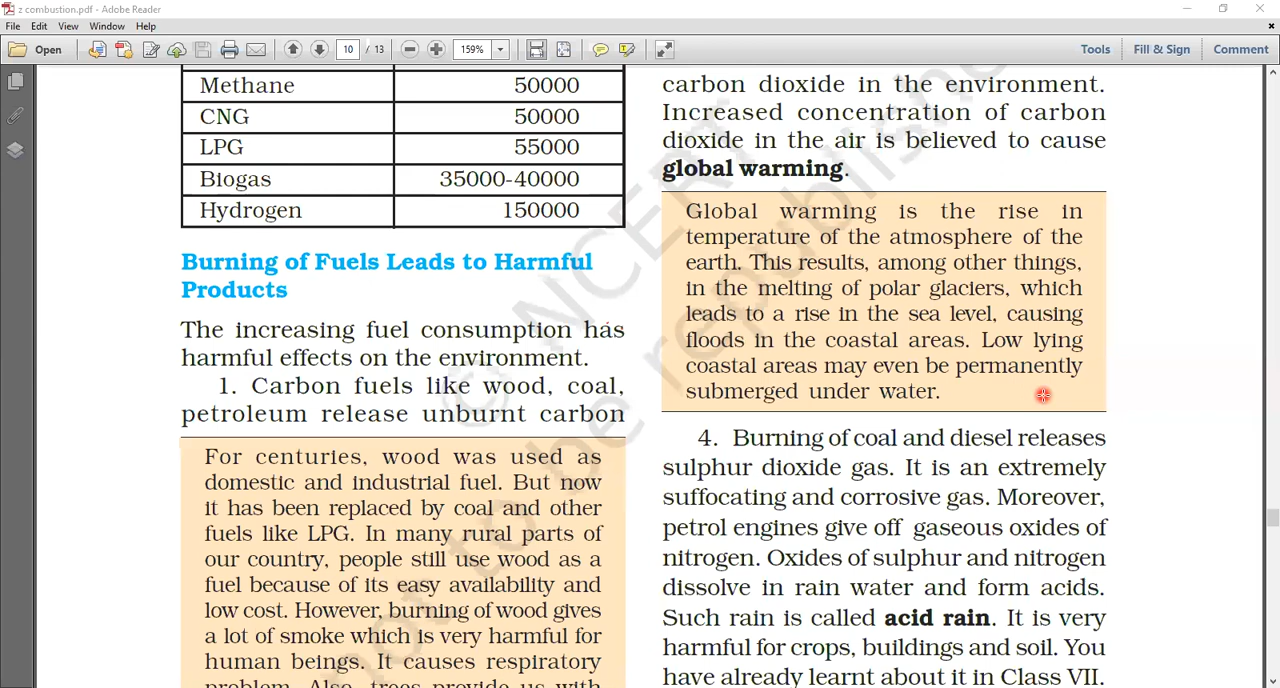 z combustion.pdf - Adobe Reader
File Edit View Window Help
Open 10 / 13 159% Tools Fill & Sign Comment
Methane 50000
CNG 50000
LPG 55000
Biogas 35000-40000
Hydrogen 150000
Burning of Fuels Leads to Harmful
Products
The increasing fuel consumption has
harmful effects on the environment.
1. Carbon fuels like wood, coal,
petroleum release unburnt carbon
For centuries, wood was used as
domestic and industrial fuel. But now
it has been replaced by coal and other
fuels like LPG. In many rural parts of
our country, people still use wood as a
fuel because of its easy availability and
low cost. However, burning of wood gives
a lot of smoke which is very harmful for
human beings. It causes respiratory
problem. Also, trees provide us with
carbon dioxide in the environment.
Increased concentration of carbon
dioxide in the air is believed to cause
global warming.
Global warming is the rise in
temperature of the atmosphere of the
earth. This results, among other things,
in the melting of polar glaciers, which
leads to a rise in the sea level, causing
floods in the coastal areas. Low lying
coastal areas may even be permanently
submerged under water.
4. Burning of coal and diesel releases
sulphur dioxide gas. It is an extremely
suffocating and corrosive gas. Moreover,
petrol engines give off gaseous oxides of
nitrogen. Oxides of sulphur and nitrogen
dissolve in rain water and form acids.
Such rain is called acid rain. It is very
harmful for crops, buildings and soil. You
have already learnt about it in Class VII.
© NCERT
not to be republished